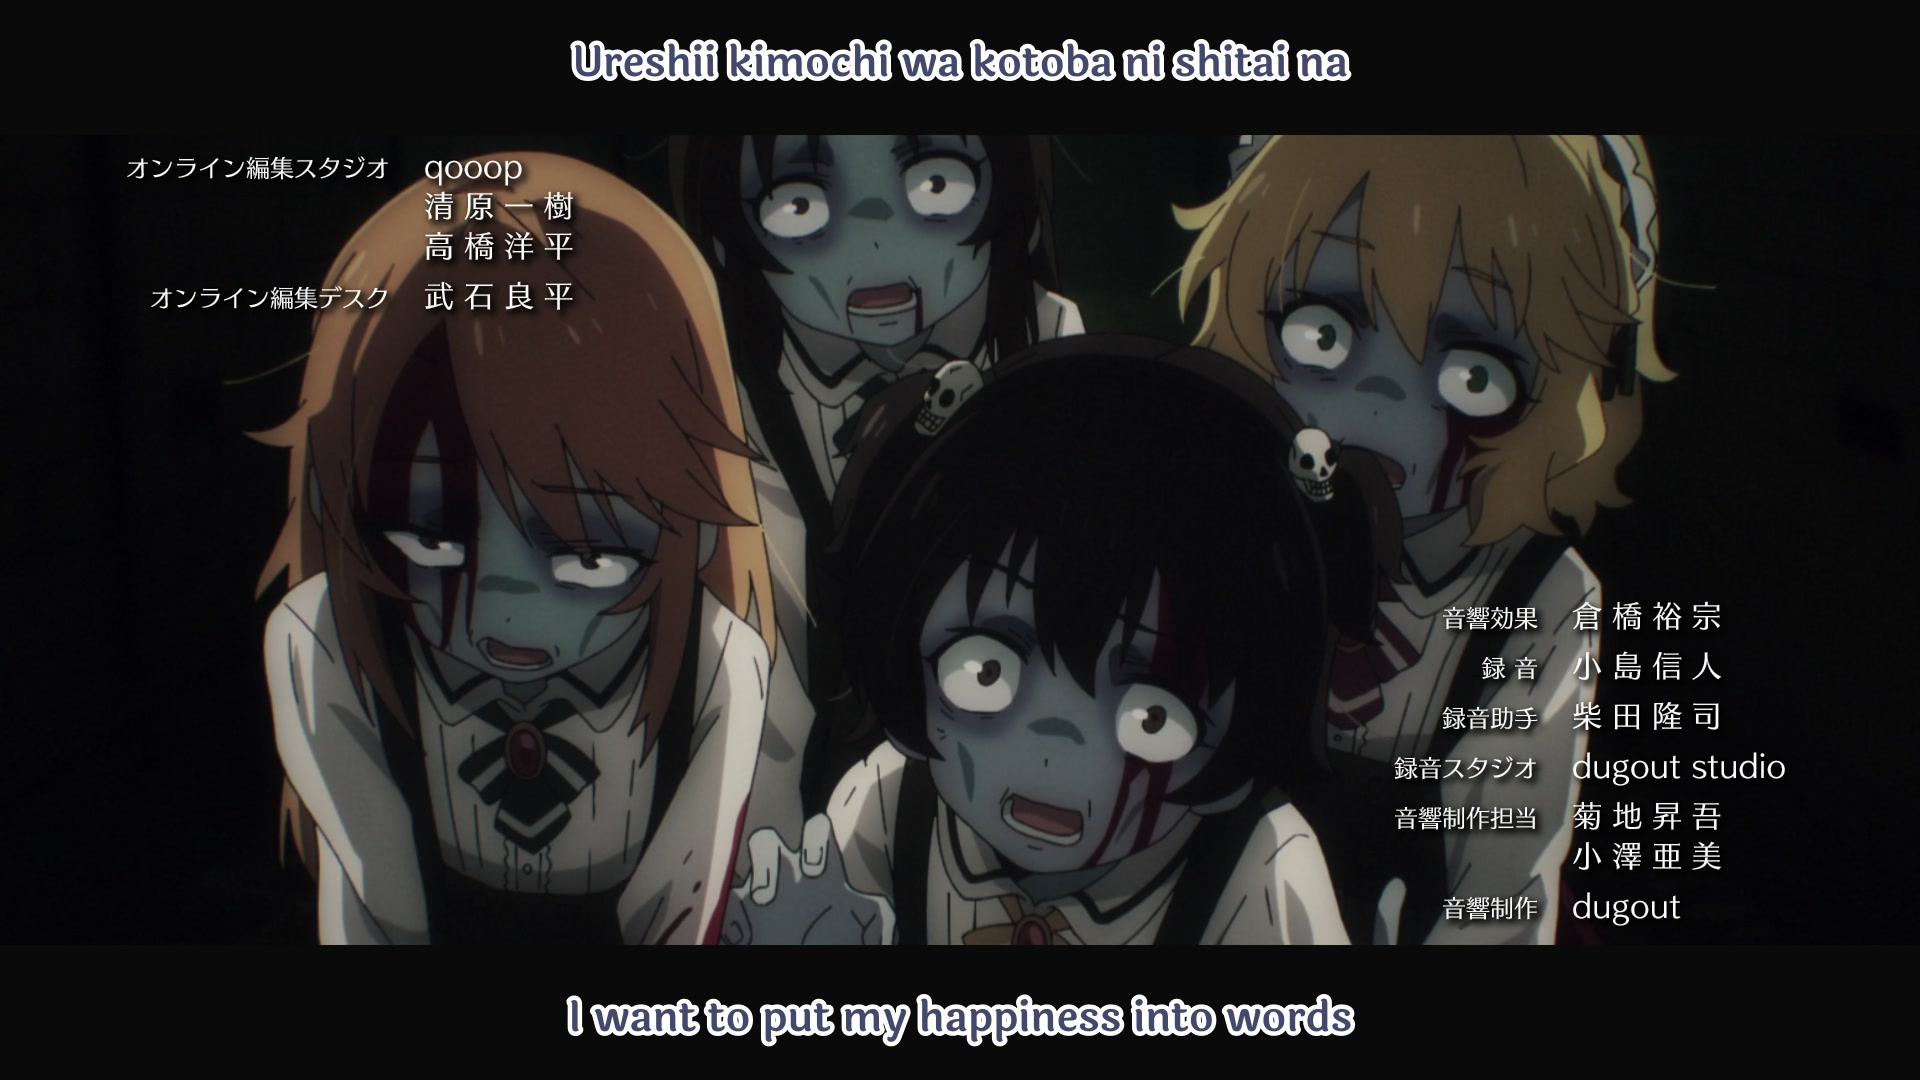 Ureshii kimochi wa kotoba ni shitai na
オンライン編集スタジオ qooop
清原一樹
高橋洋平
オンライン編集デスク 武石良平
音響効果 倉橋裕宗
録音 小島信人
録音助手 柴田隆司
録音スタジオ dugout studio
音響制作担当 菊地昇吾
小澤亜美
音響制作 dugout
I want to put my happiness into words